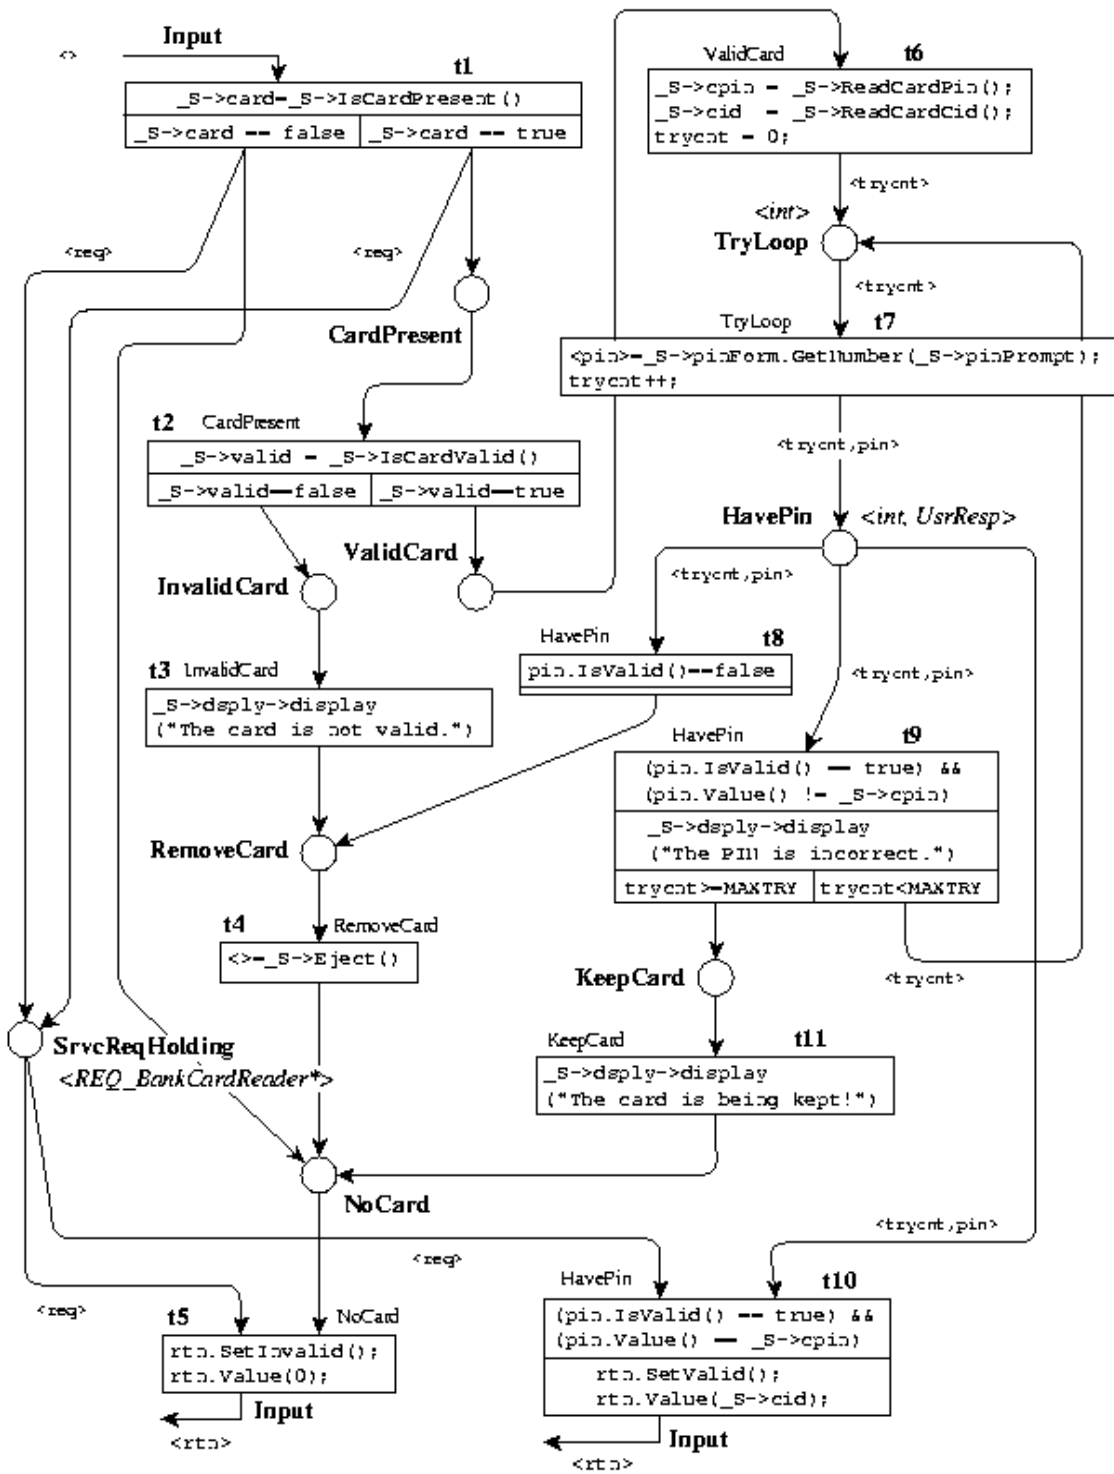 Input
<>
t1
_S->card=_S->IsCardPresent()
_S->card == false
_S->card == true
<req>
<req>
CardPresent
t2
CardPresent
_S->valid = _S->IsCardValid()
_S->valid==false
_S->valid==true
InvalidCard
ValidCard
t3
InvalidCard
_S->dsply->display
("The card is not valid.")
RemoveCard
t4
RemoveCard
<>=_S->Eject()
SrvcReqHolding
<REQ_BankCardReader*>
NoCard
<req>
t5
NoCard
rtn.SetInvalid();
rtn.Value(0);
Input
<rtn>
ValidCard
t6
_S->cpin = _S->ReadCardPin();
_S->cid  = _S->ReadCardCid();
trycnt = 0;
<trycnt>
<int>
TryLoop
<trycnt>
TryLoop
t7
<pin>=_S->pinForm.GetNumber(_S->pinPrompt);
trycnt++;
<trycnt,pin>
HavePin
<int, UsrResp>
<trycnt,pin>
HavePin
t8
pin.IsValid()==false
<trycnt,pin>
HavePin
t9
(pin.IsValid() == true) &&
(pin.Value() != _S->cpin)
_S->dsply->display
("The PIN is incorrect.")
trycnt>=MAXTRY
trycnt<MAXTRY
<trycnt>
KeepCard
KeepCard
t11
_S->dsply->display
("The card is being kept!")
<trycnt,pin>
<req>
HavePin
t10
(pin.IsValid() == true) &&
(pin.Value() == _S->cpin)
rtn.SetValid();
rtn.Value(_S->cid);
Input
<rtn>